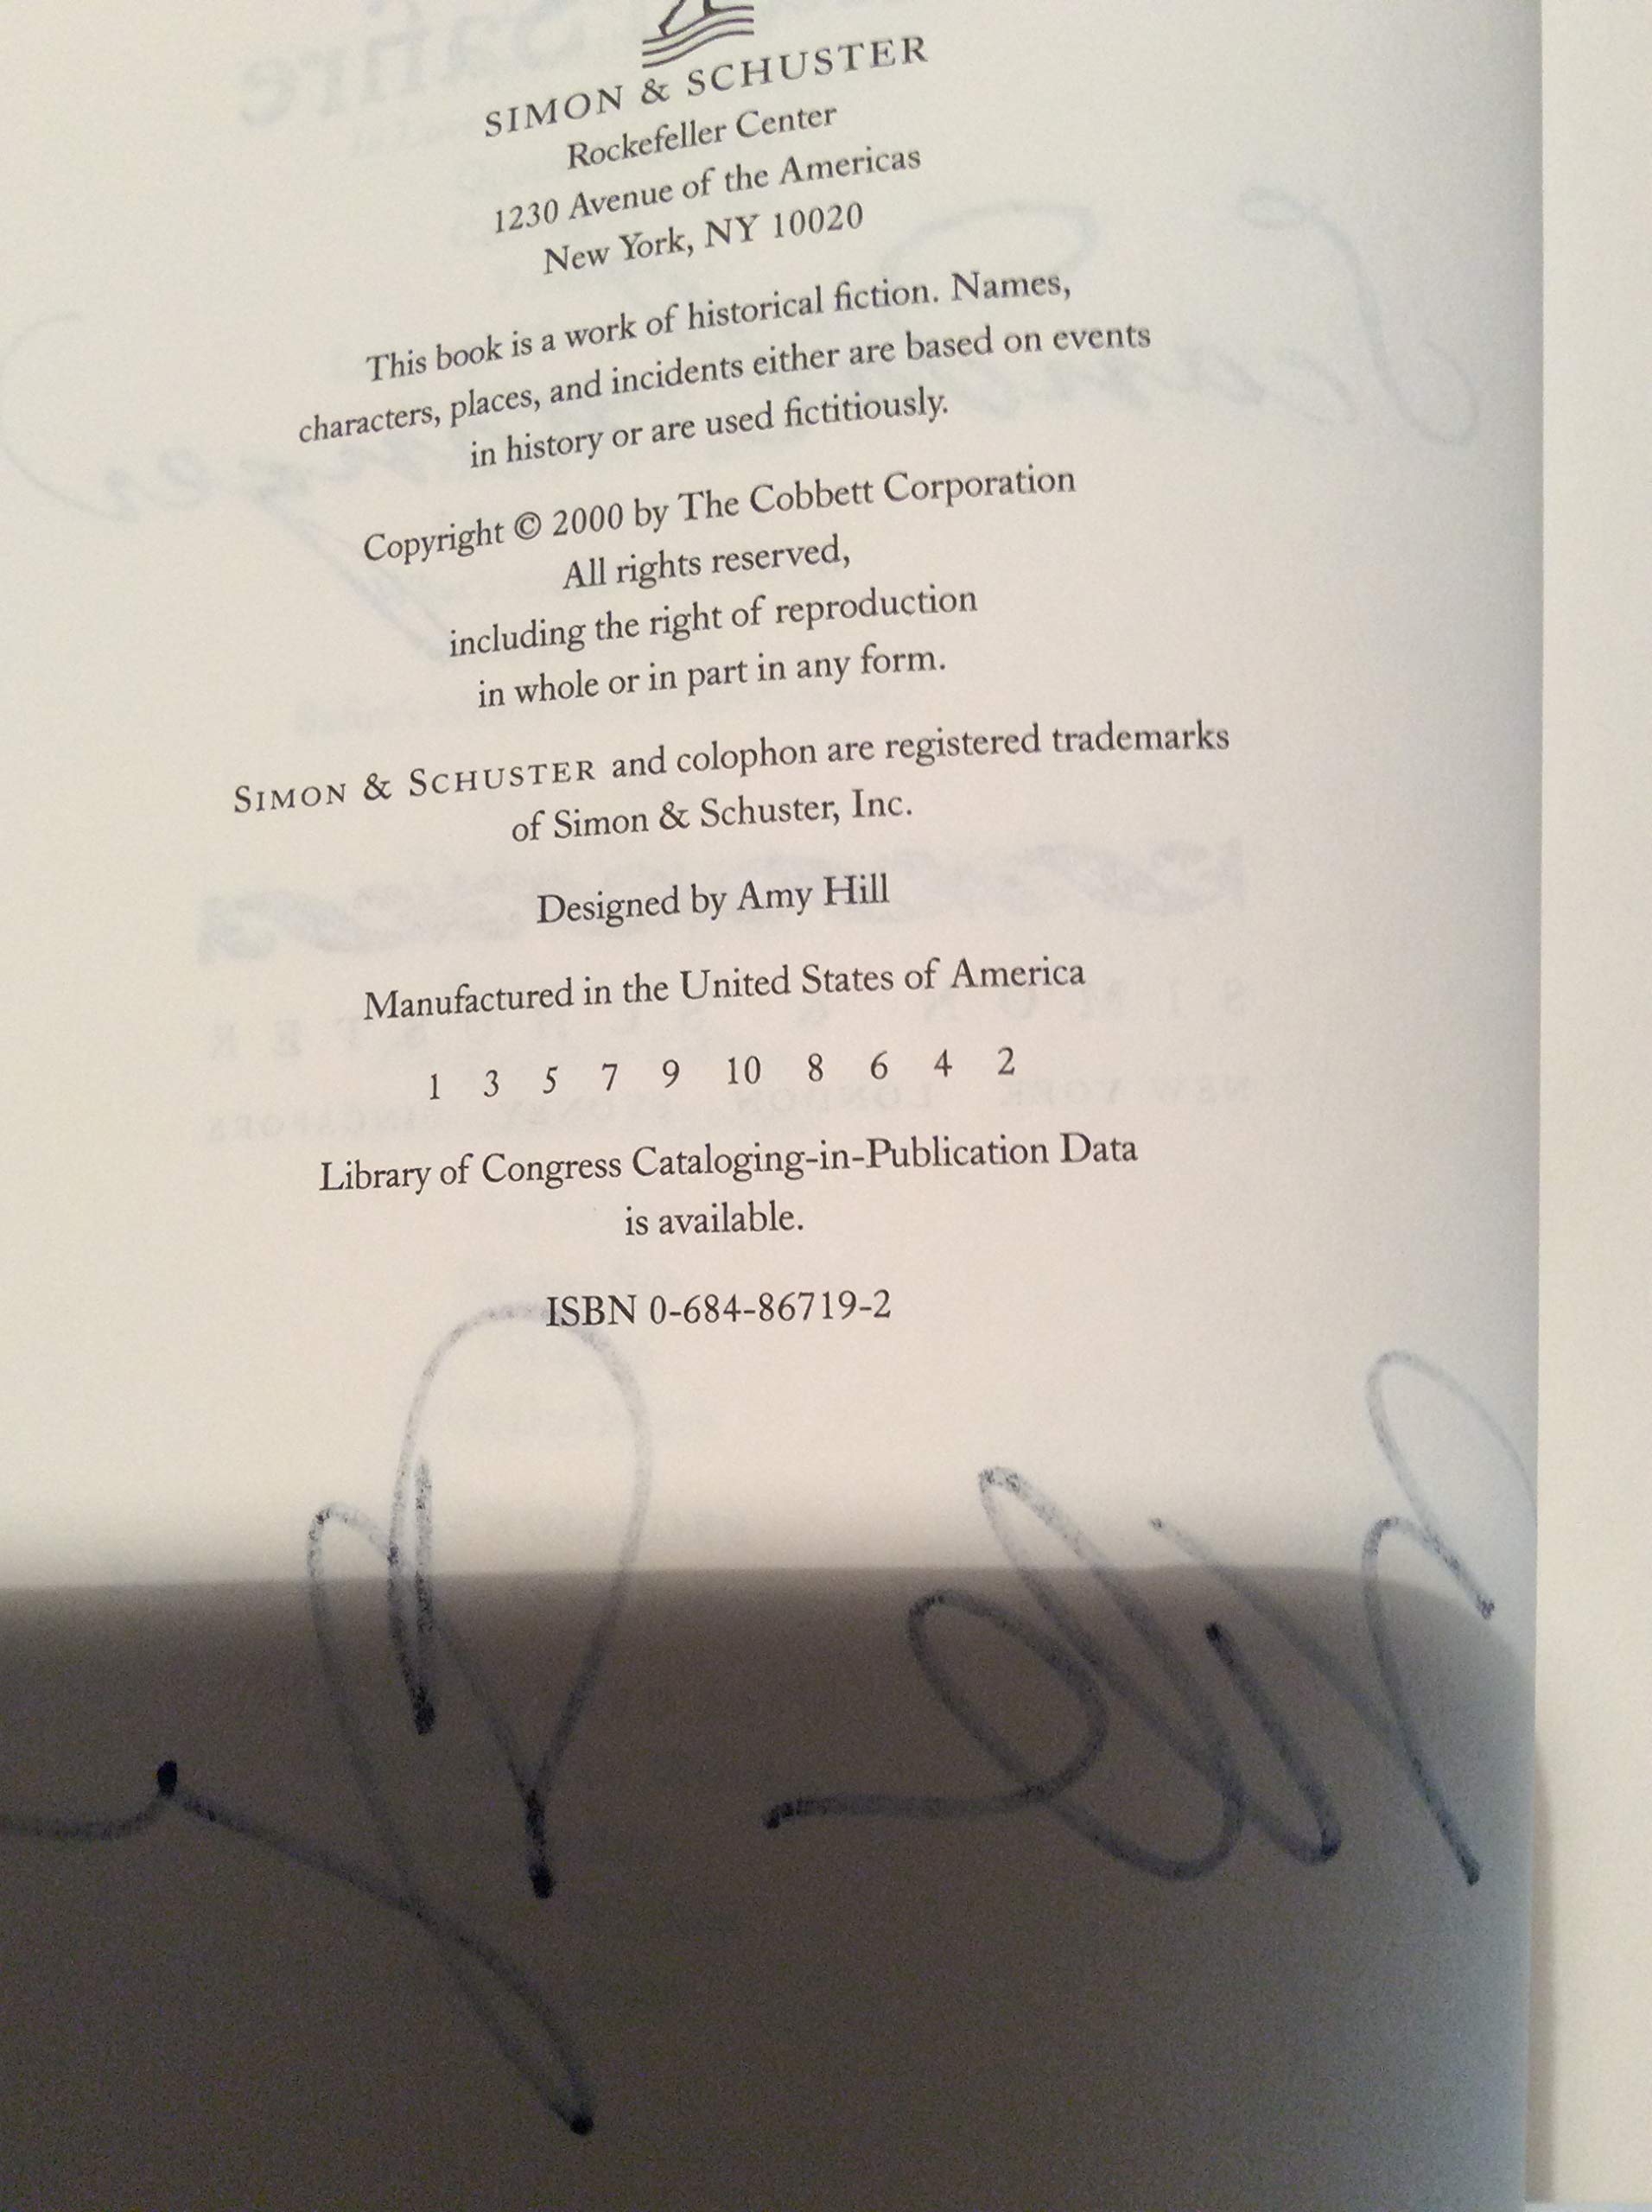 SIMON & SCHUSTER
Rockefeller Center
1230 Avenue of the Americas
New York, NY 10020
This book is a work of historical fiction. Names,
characters, places, and incidents either are based on events
in history or are used fictitiously.
Copyright © 2000 by The Cobbett Corporation
All rights reserved,
including the right of reproduction
in whole or in part in any form.
SIMON & SCHUSTER and colophon are registered trademarks
of Simon & Schuster, Inc.
Designed by Amy Hill
Manufactured in the United States of America
1 3 5 7 9 10 8 6 4 2
Library of Congress Cataloging-in-Publication Data
is available.
ISBN 0-684-86719-2